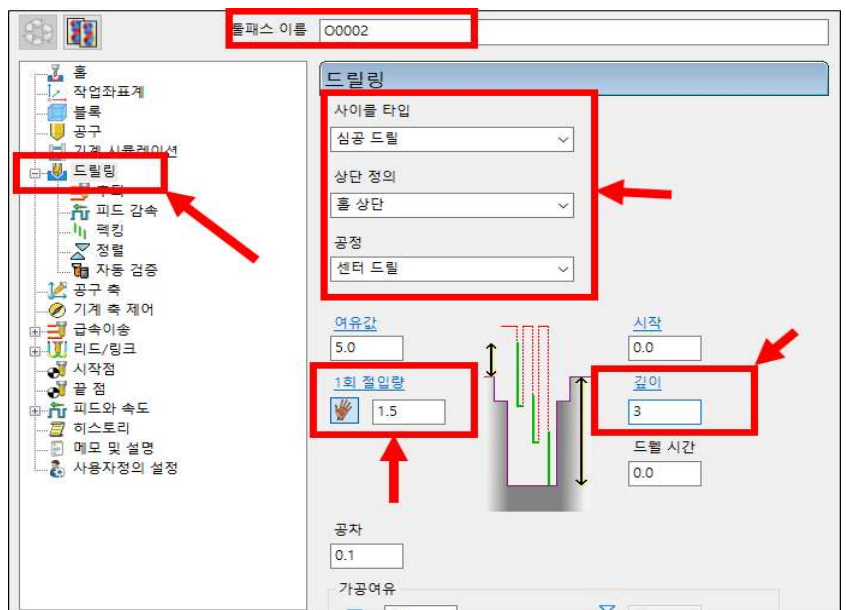 툴패스 이름 O0002
홀
작업좌표계
블록
공구
기계 시뮬레이션
드릴링
피드 감속
펙킹
정렬
자동 검증
공구 축
기계 축 제어
급속이송
리드/링크
시작점
끝 점
피드와 속도
히스토리
메모 및 설명
사용자정의 설정
드릴링
사이클 타입
심공 드릴
상단 정의
홀 상단
공정
센터 드릴
여유값
5.0
시작
0.0
1회 절입량
1.5
깊이
3
드웰 시간
0.0
공차
0.1
가공여유